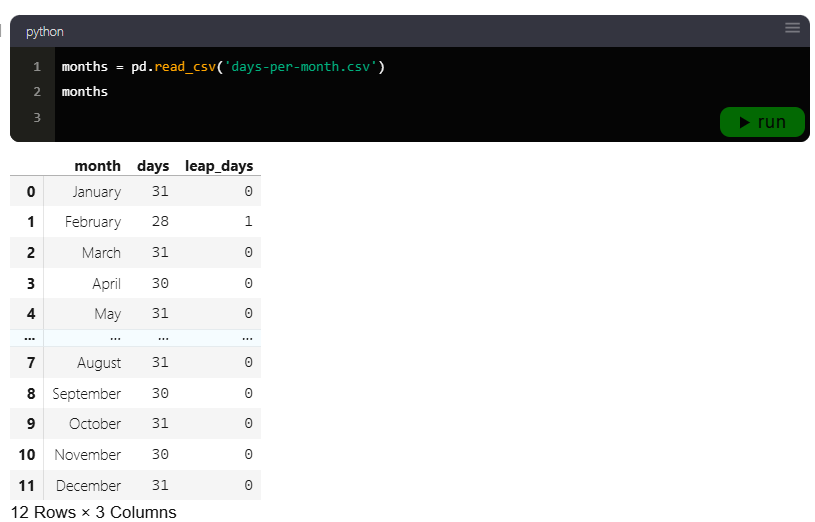 python
1 months = pd.read_csv('days-per-month.csv')
2 months
3
run
month days leap_days
0 January 31 0
1 February 28 1
2 March 31 0
3 April 30 0
4 May 31 0
... ... ... ...
7 August 31 0
8 September 30 0
9 October 31 0
10 November 30 0
11 December 31 0
12 Rows × 3 Columns